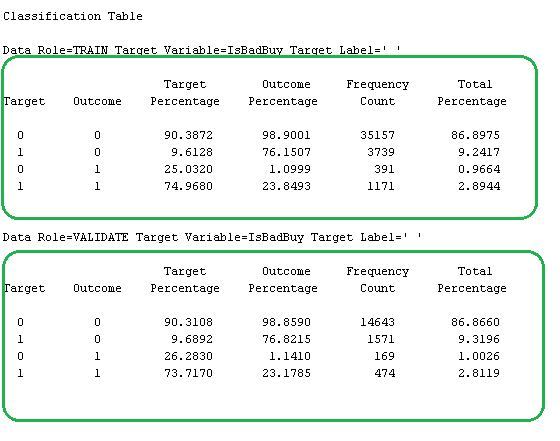 Classification Table
Data Role=TRAIN Target Variable=IsBadBuy Target Label=' '
Target Outcome Frequency Total
Target Outcome Percentage Percentage Count Percentage
0 0 90.3872 98.9001 35157 86.8975
1 0 9.6128 76.1507 3739 9.2417
0 1 25.0320 1.0999 391 0.9664
1 1 74.9680 23.8493 1171 2.8944
Data Role=VALIDATE Target Variable=IsBadBuy Target Label=' '
Target Outcome Frequency Total
Target Outcome Percentage Percentage Count Percentage
0 0 90.3108 98.8590 14643 86.8660
1 0 9.6892 76.8215 1571 9.3196
0 1 26.2830 1.1410 169 1.0026
1 1 73.7170 23.1785 474 2.8119